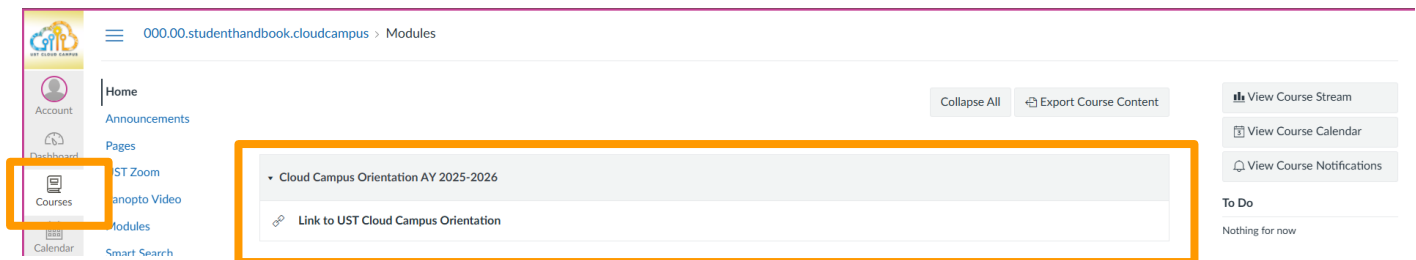 UST CLOUD CAMPUS
000.00.studenthandbook.cloudcampus > Modules
Account
Dashboard
Courses
Calendar
Home
Announcements
Pages
UST Zoom
Panopto Video
Modules
Smart Search
Collapse All
Export Course Content
Cloud Campus Orientation AY 2025-2026
Link to UST Cloud Campus Orientation
View Course Stream
View Course Calendar
View Course Notifications
To Do
Nothing for now